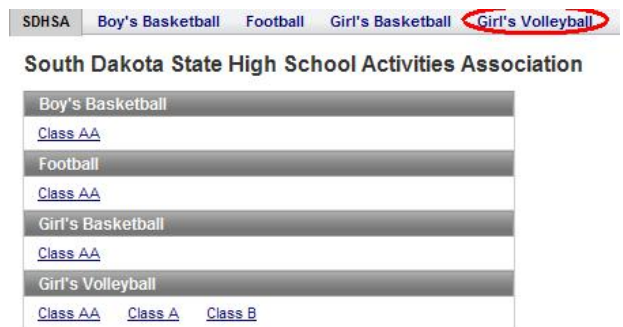 SDHSA Boy's Basketball Football Girl's Basketball Girl's Volleyball
South Dakota State High School Activities Association
Boy's Basketball
Class AA
Football
Class AA
Girl's Basketball
Class AA
Girl's Volleyball
Class AA Class A Class B